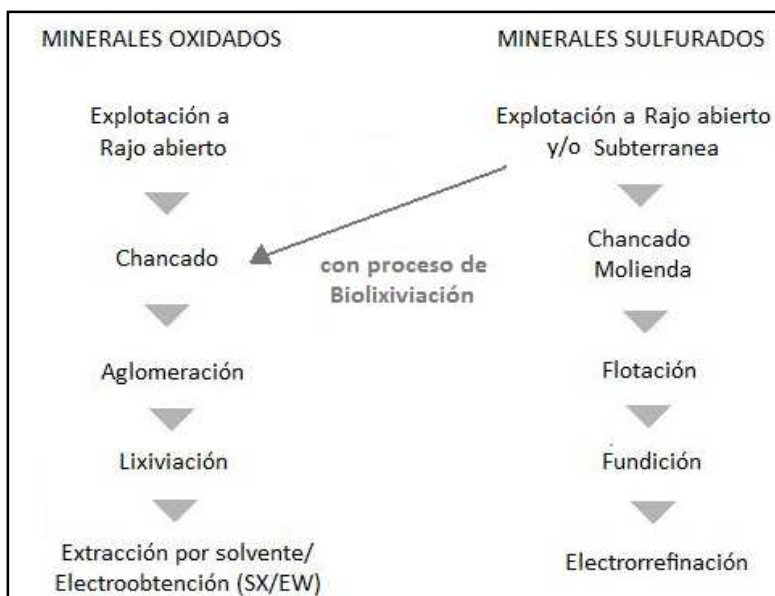 MINERALES OXIDADOS
Explotación a
Rajo abierto
Chancado
Aglomeración
Lixiviación
Extracción por solvente/
Electroobtención (SX/EW)
con proceso de
Biolixiviación
MINERALES SULFURADOS
Explotación a Rajo abierto
y/o Subterranea
Chancado
Molienda
Flotación
Fundición
Electrorrefinación